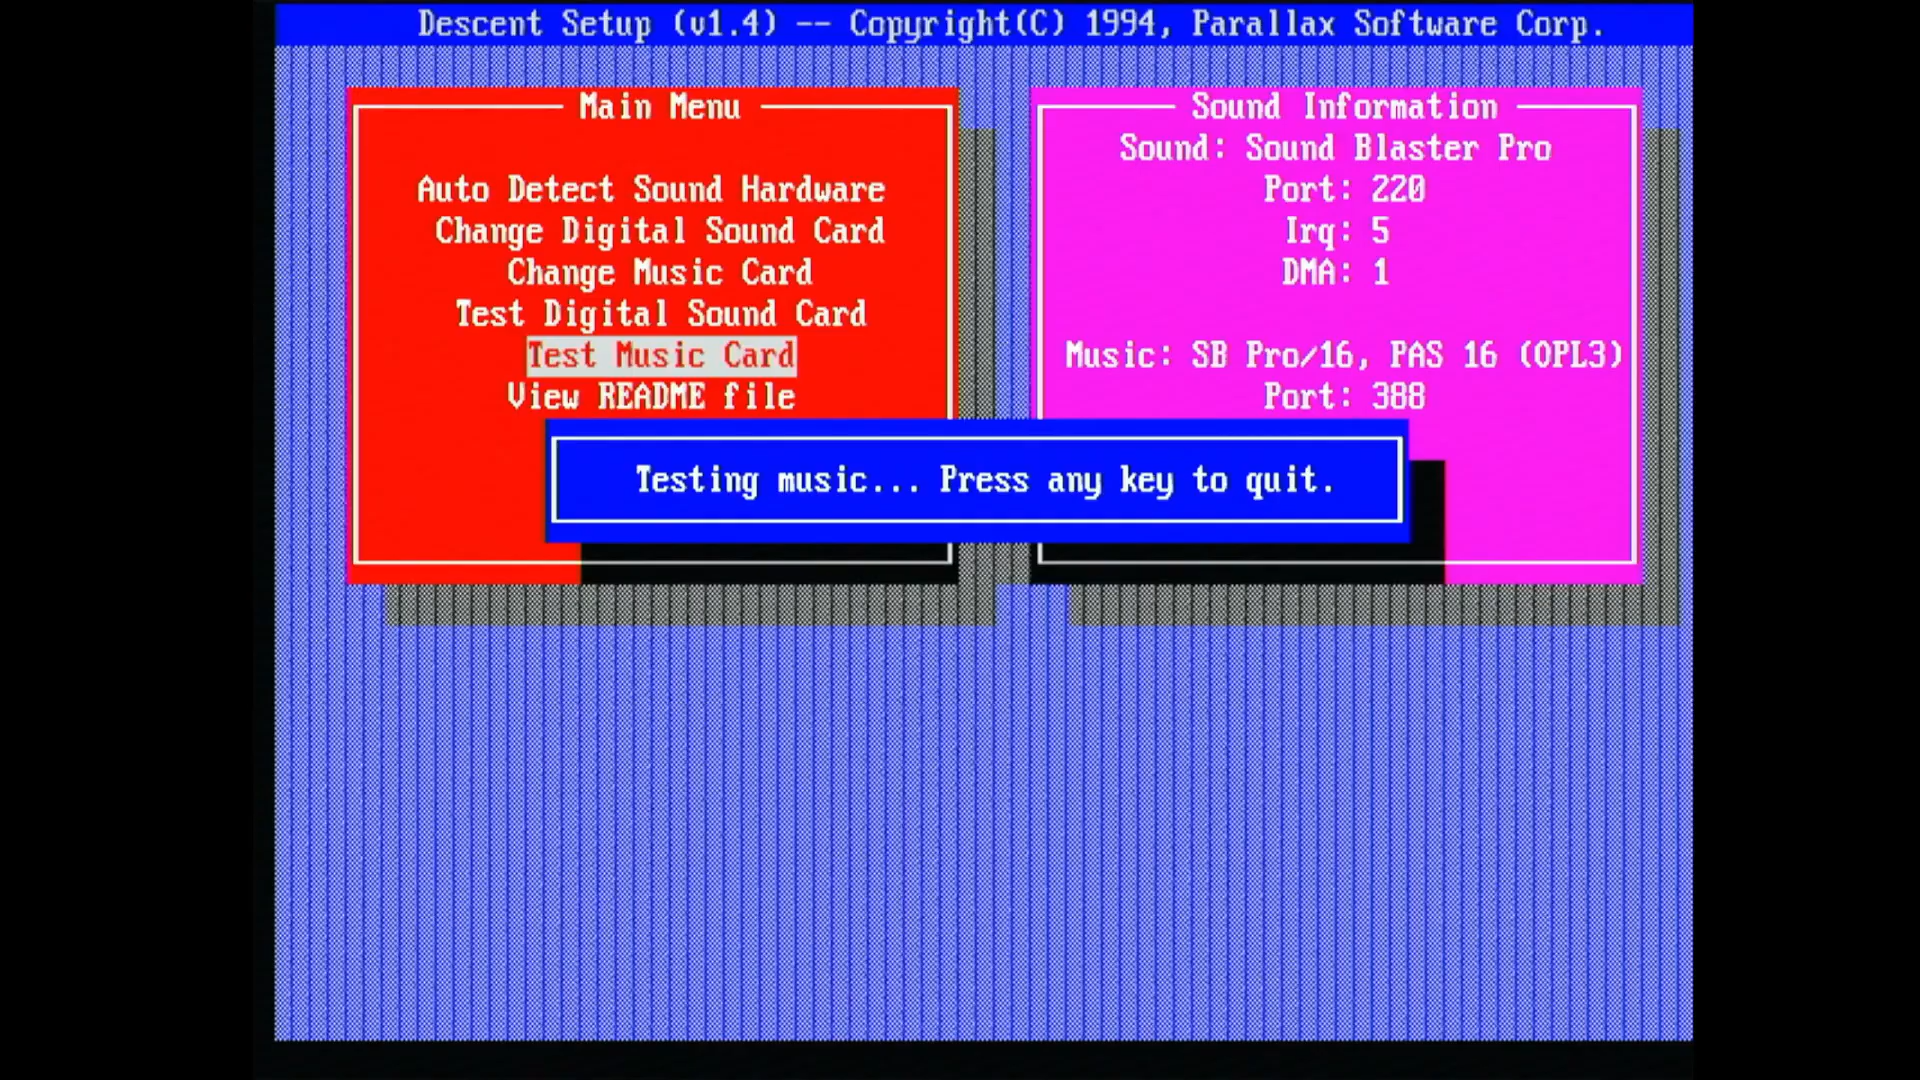 Descent Setup (v1.4) -- Copyright(C) 1994, Parallax Software Corp.
Main Menu
Auto Detect Sound Hardware
Change Digital Sound Card
Change Music Card
Test Digital Sound Card
Test Music Card
View README file
Sound Information
Sound: Sound Blaster Pro
Port: 220
Irq: 5
DMA: 1
Music: SB Pro/16, PAS 16 (OPL3)
Port: 388
Testing music... Press any key to quit.